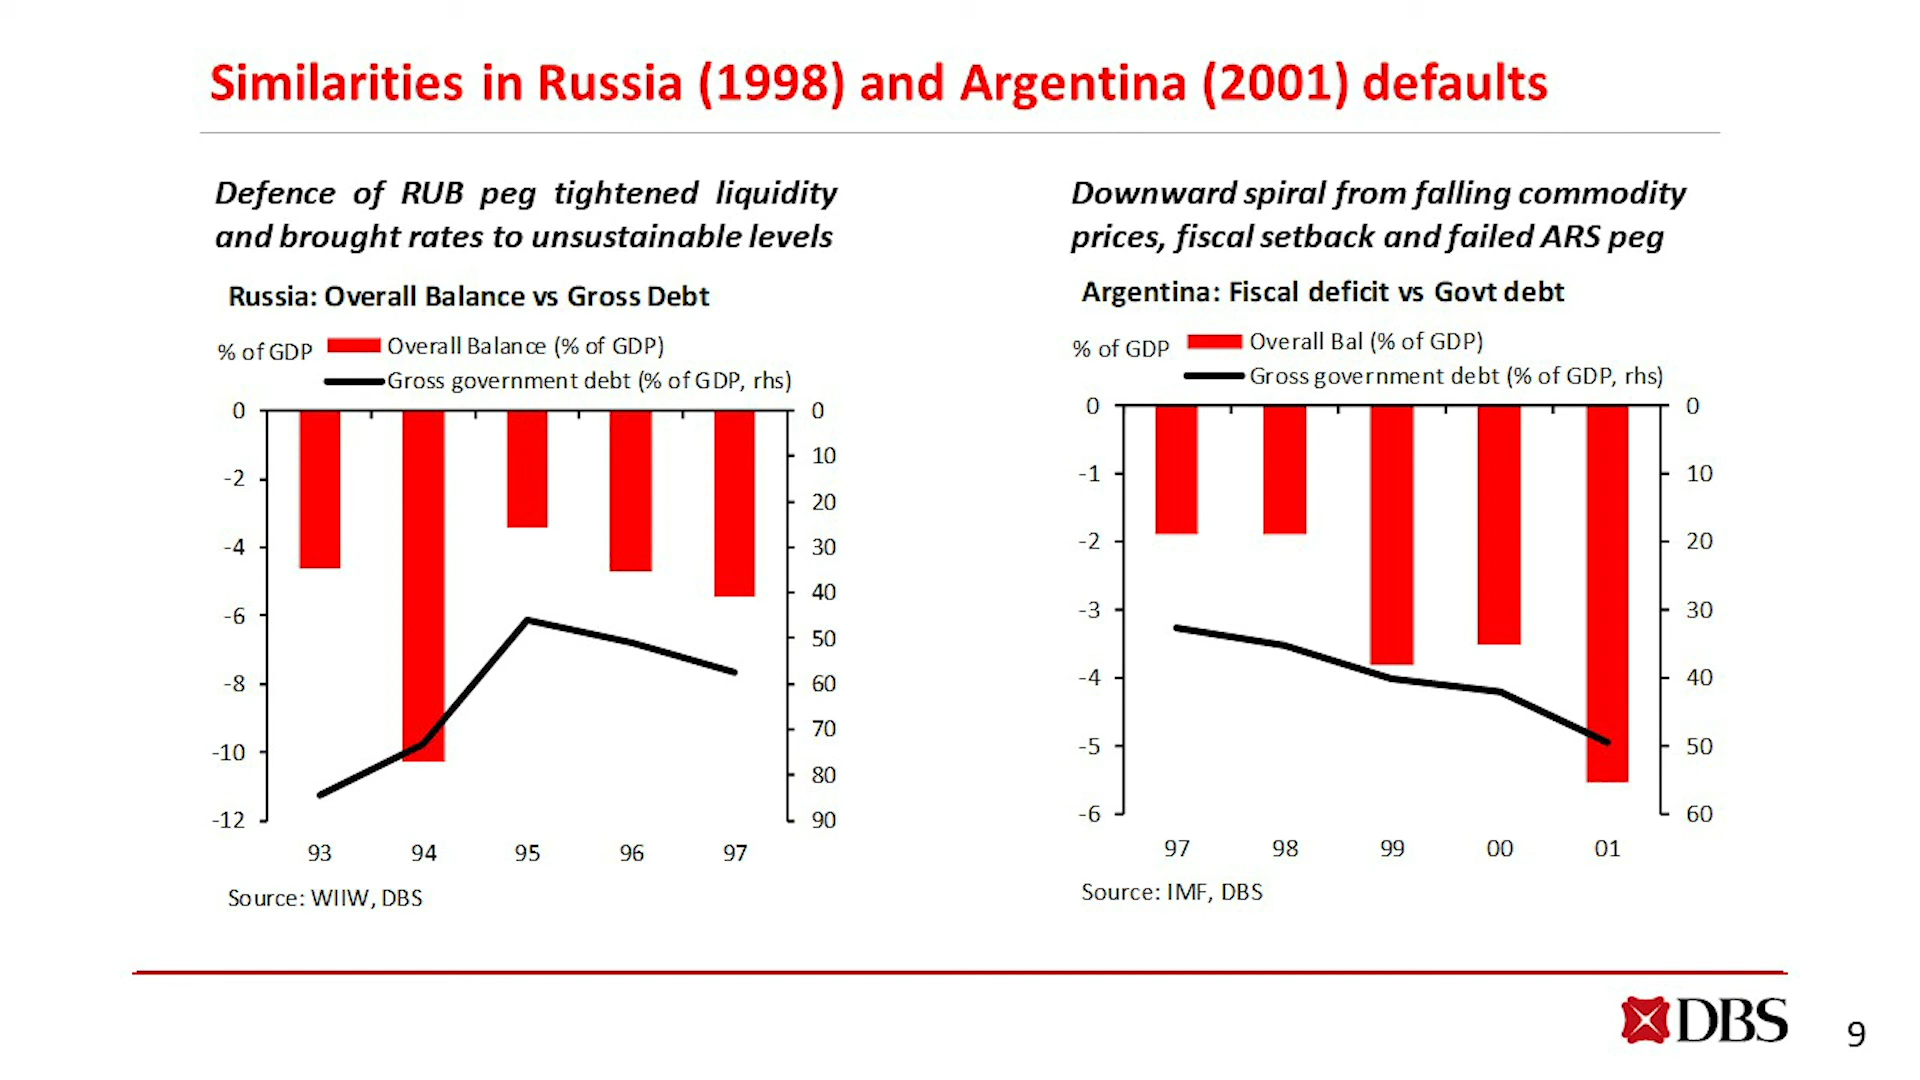 Similarities in Russia (1998) and Argentina (2001) defaults
Defence of RUB peg tightened liquidity
and brought rates to unsustainable levels
Russia: Overall Balance vs Gross Debt
% of GDP
Overall Balance (% of GDP)
Gross government debt (% of GDP, rhs)
0
-2
-4
-6
-8
-10
-12
0
10
20
30
40
50
60
70
80
90
93 94 95 96 97
Source: WIIW, DBS
Downward spiral from falling commodity
prices, fiscal setback and failed ARS peg
Argentina: Fiscal deficit vs Govt debt
% of GDP
Overall Bal (% of GDP)
Gross government debt (% of GDP, rhs)
0
-1
-2
-3
-4
-5
-6
0
10
20
30
40
50
60
97 98 99 00 01
Source: IMF, DBS
DBS
9